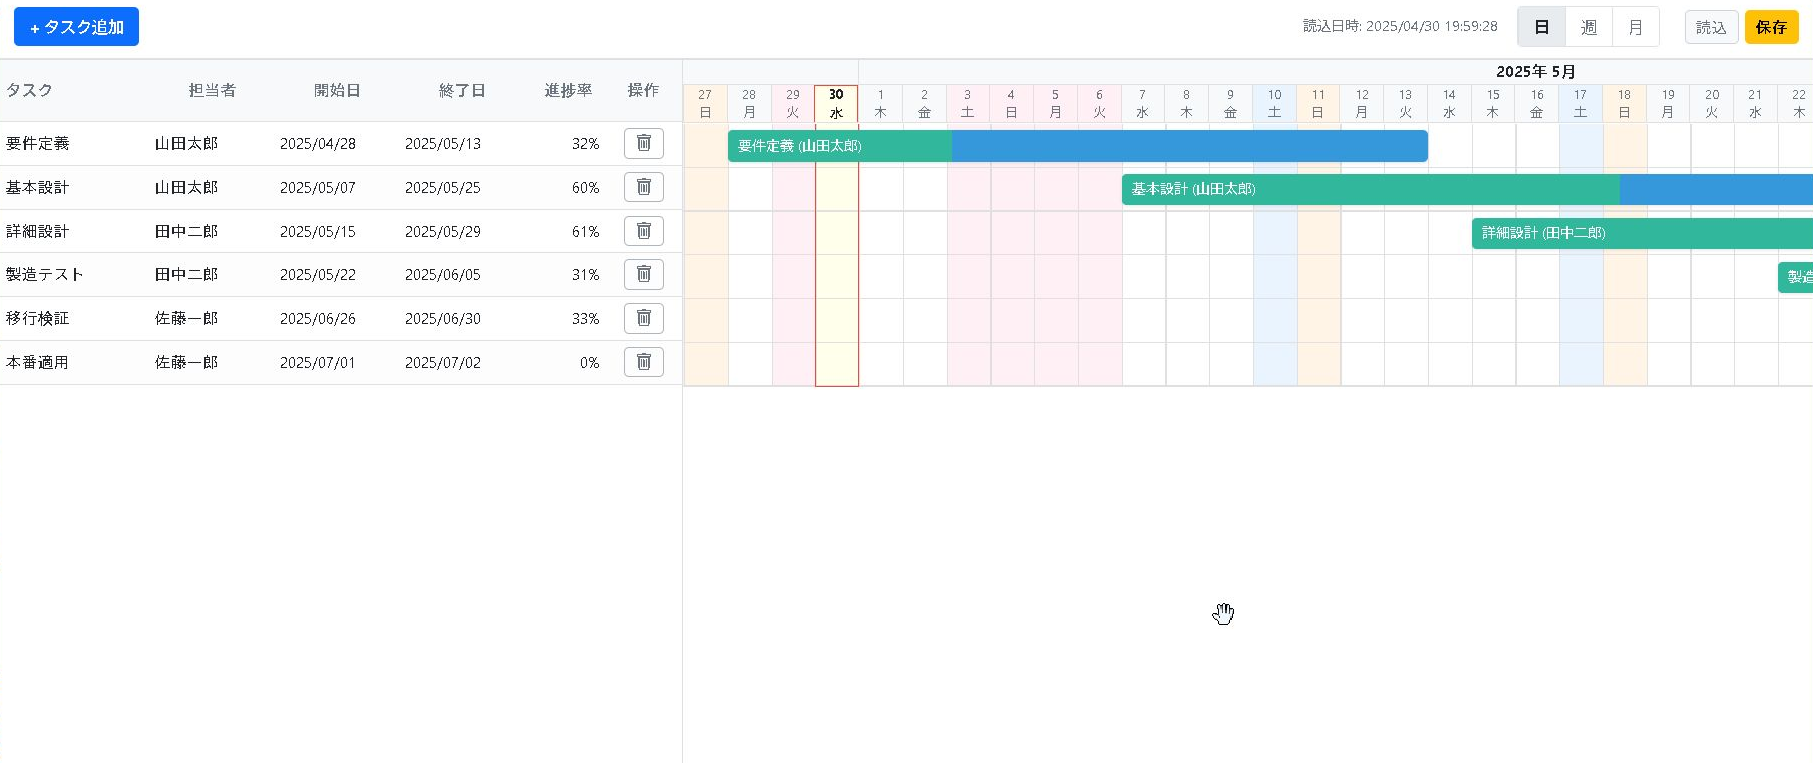 + タスク追加 読込日時: 2025/04/30 19:59:28 日 週 月 読込 保存
2025年 5月
タスク 担当者 開始日 終了日 進捗率 操作
27 28 29 30 1 2 3 4 5 6 7 8 9 10 11 12 13 14 15 16 17 18 19 20 21 22
日 月 火 水 木 金 土 日 月 火 水 木 金 土 日 月 火 水 木 金 土 日 月 火 水 木
要件定義 山田太郎 2025/04/28 2025/05/13 32% 要件定義 (山田太郎)
基本設計 山田太郎 2025/05/07 2025/05/25 60% 基本設計 (山田太郎)
詳細設計 田中二郎 2025/05/15 2025/05/29 61% 詳細設計 (田中二郎)
製造テスト 田中二郎 2025/05/22 2025/06/05 31% 製造
移行検証 佐藤一郎 2025/06/26 2025/06/30 33%
本番適用 佐藤一郎 2025/07/01 2025/07/02 0%